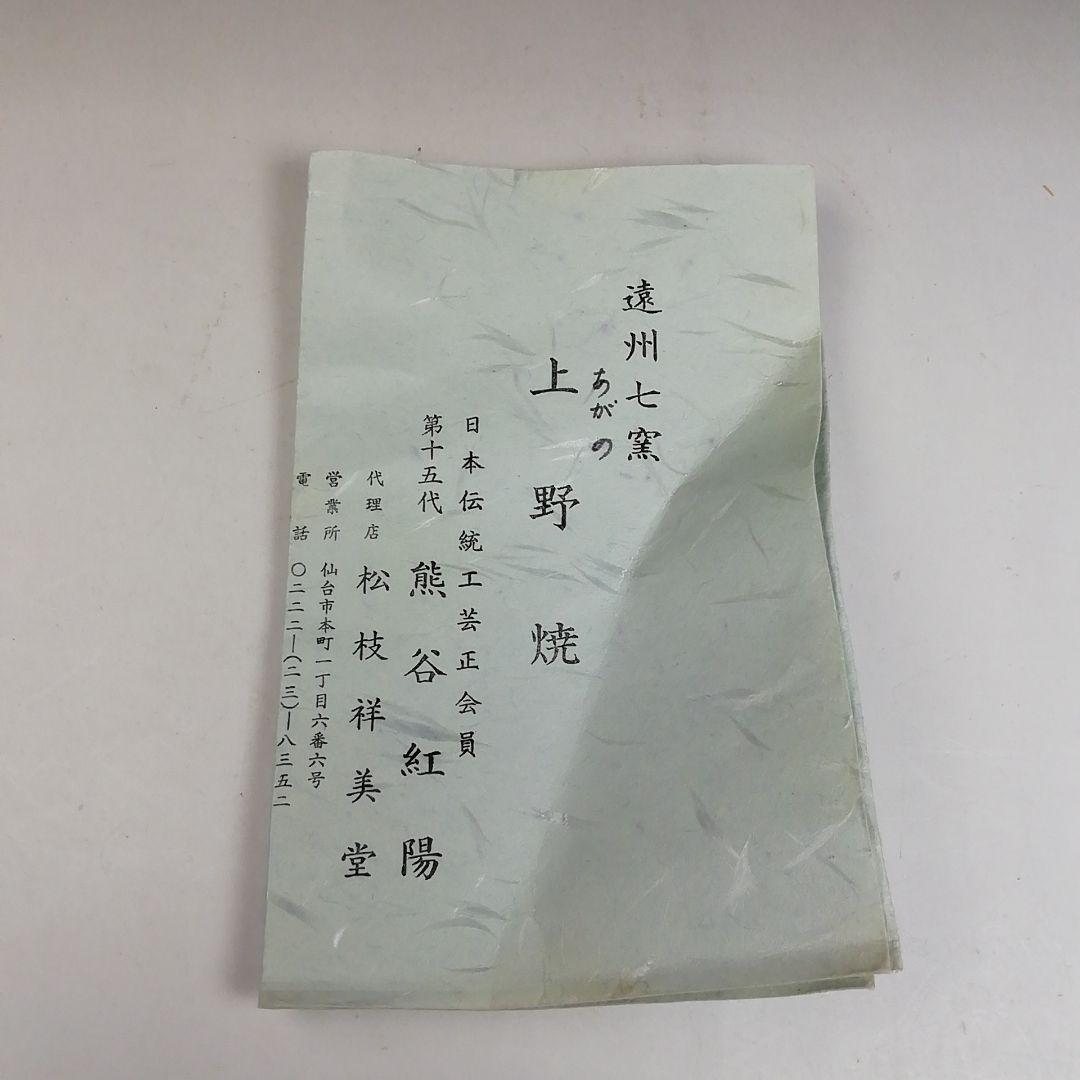 遠州七窯
あがの
上野焼
日本伝統工芸正会員
第十五代 熊谷紅陽
代理店 松枝祥美堂
営業所 仙台市本町一丁目六番六号
電話 〇二二二―(二三)―八三五二